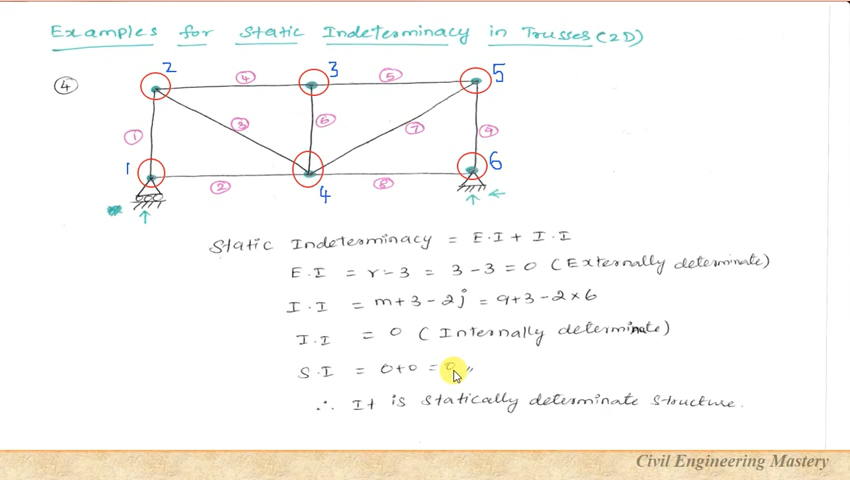 Examples for Static Indeterminacy in Trusses (2D)
④
2 ④ 3 ⑤ 5
① ③ ⑥ ⑦ ⑨
1 ② 4 ⑧ 6
Static Indeterminacy = E.I + I.I
E.I = r-3 = 3-3 = 0 (Externally determinate)
I.I = m+3-2j = 9+3-2×6
I.I = 0 (Internally determinate)
S.I = 0+0 = 0,,
∴ It is statically determinate structure.
Civil Engineering Mastery